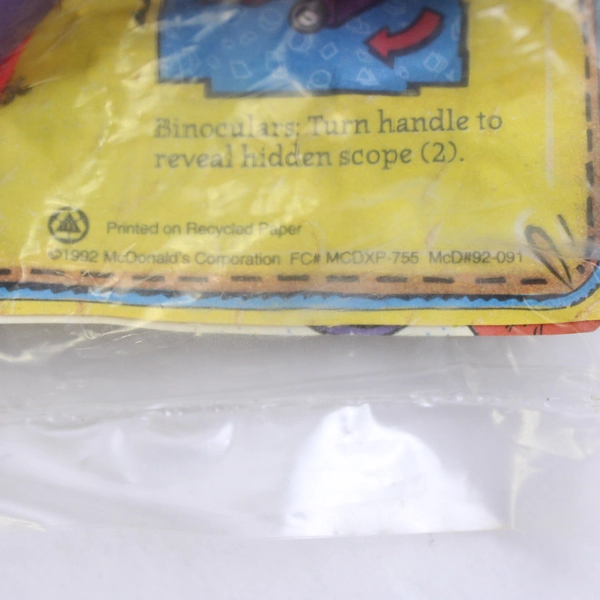 Binoculars: Turn handle to
reveal hidden scope (2).
Printed on Recycled Paper
©1992 McDonald's Corporation FC# MCDXP-755 McD#92-091